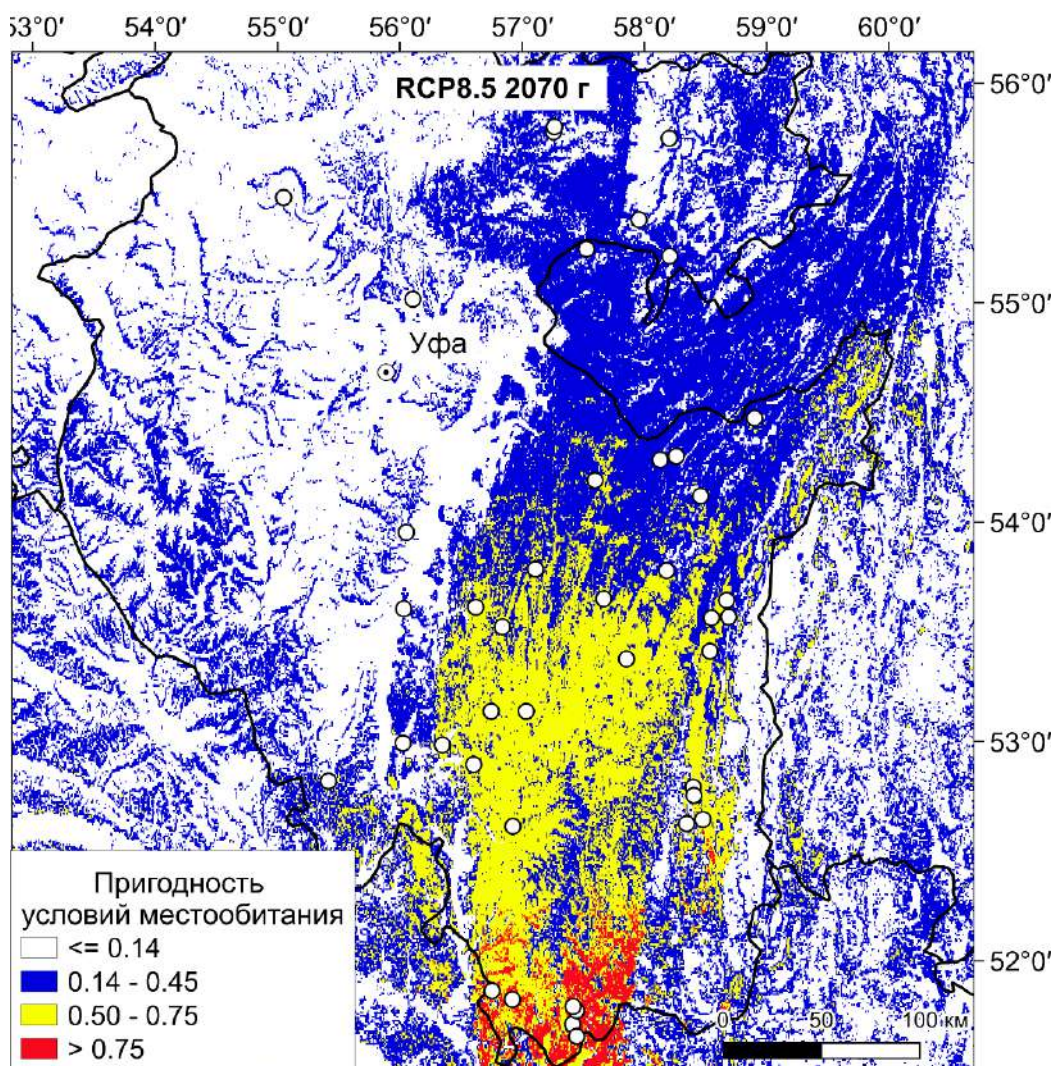 53°0′ 54°0′ 55°0′ 56°0′ 57°0′ 58°0′ 59°0′ 60°0′
RCP8.5 2070 г
56°0′
55°0′
Уфа
54°0′
53°0′
Пригодность
условий местообитания
<= 0.14
0.14 - 0.45
0.50 - 0.75
> 0.75
52°0′
0 50 100 км